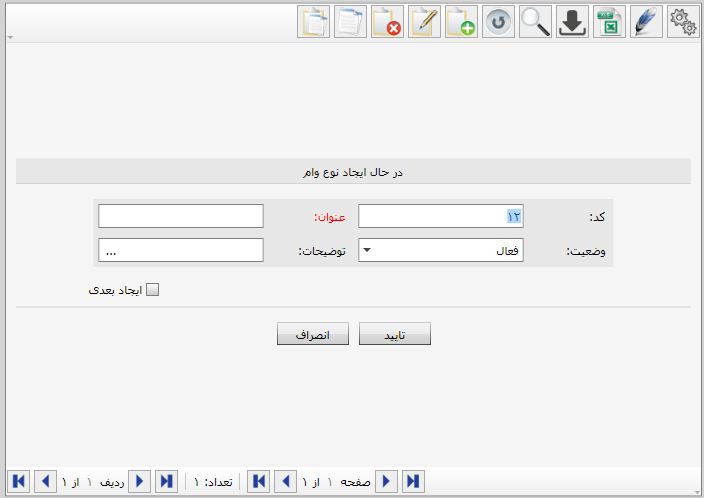 در حال ایجاد نوع وام
کد: ۱۲ عنوان:
وضعیت: فعال توضیحات: ...
ایجاد بعدی
تایید انصراف
صفحه ۱ از ۱ تعداد: ۱ ردیف ۱ از ۱